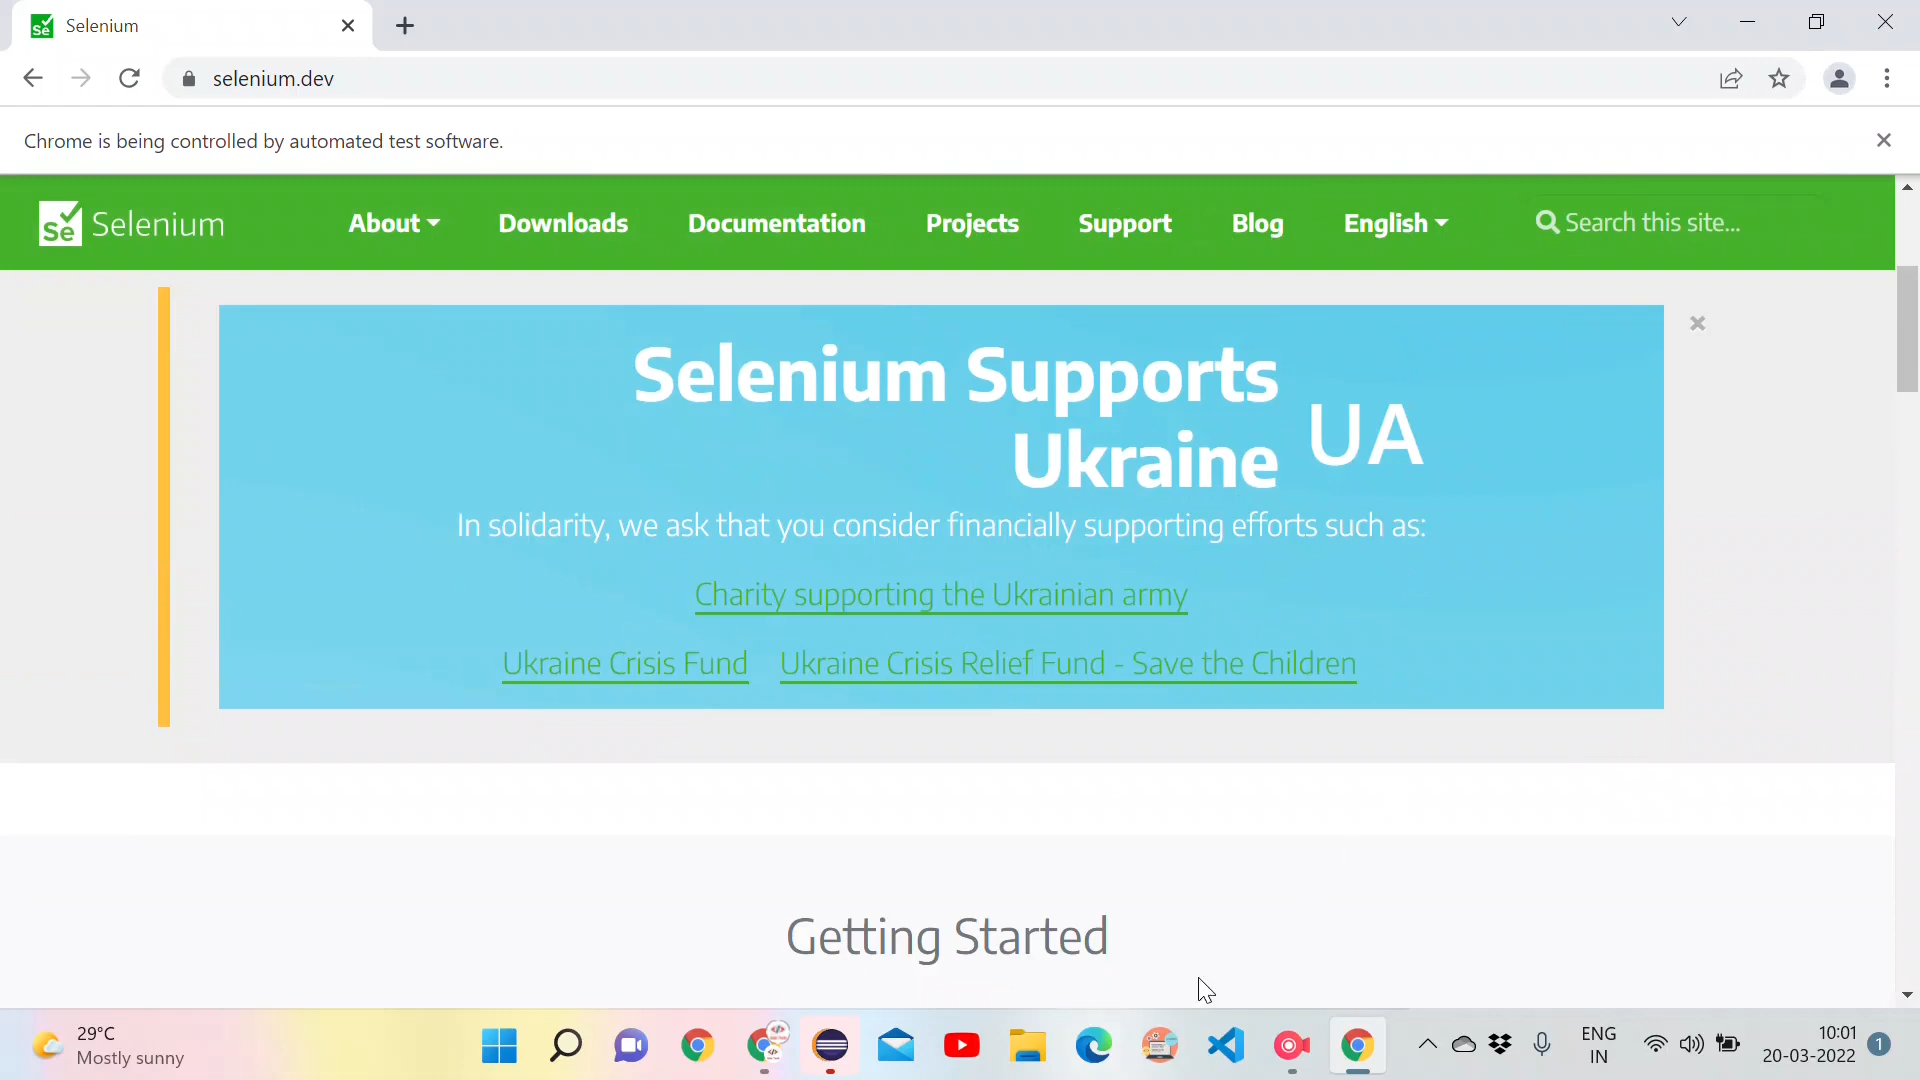 Selenium
selenium.dev
Chrome is being controlled by automated test software.
Se Selenium About Downloads Documentation Projects Support Blog English Search this site...
Selenium Supports
Ukraine UA
In solidarity, we ask that you consider financially supporting efforts such as:
Charity supporting the Ukrainian army
Ukraine Crisis Fund Ukraine Crisis Relief Fund - Save the Children
Getting Started
29°C
Mostly sunny
ENG
IN
10:01
20-03-2022
1